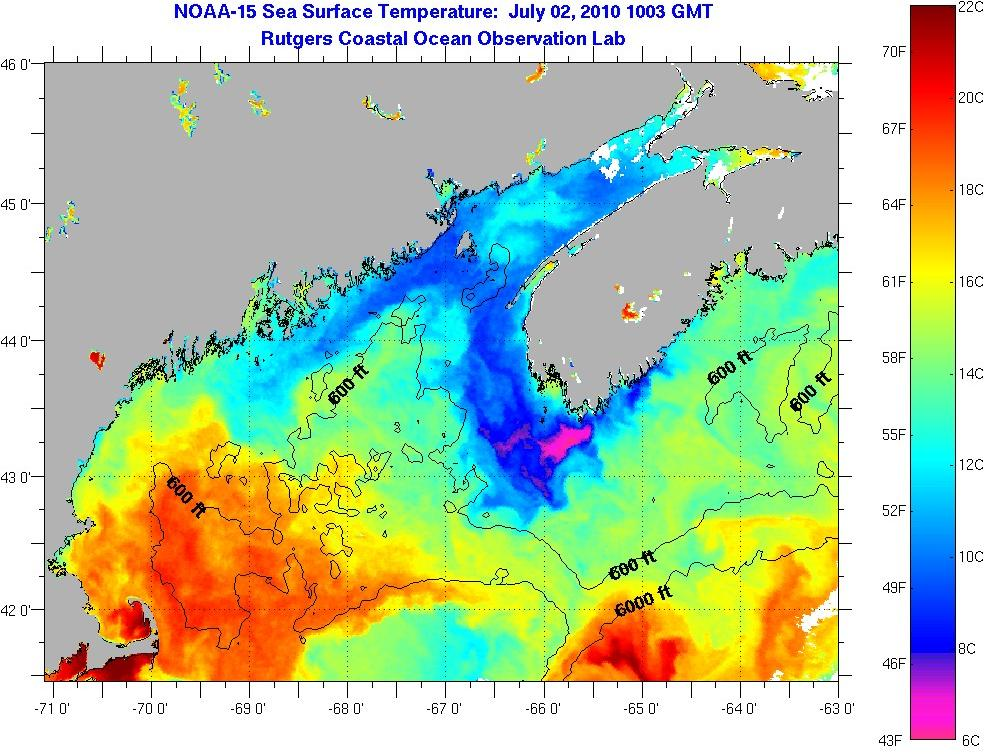 NOAA-15 Sea Surface Temperature: July 02, 2010 1003 GMT
Rutgers Coastal Ocean Observation Lab
46 0'
45 0'
44 0'
43 0'
42 0'
-71 0' -70 0' -69 0' -68 0' -67 0' -66 0' -65 0' -64 0' -63 0'
600 ft
600 ft
600 ft
600 ft
600 ft
6000 ft
22C
70F
20C
67F
18C
64F
61F 16C
58F
14C
55F
12C
52F
10C
49F
8C
46F
43F 6C